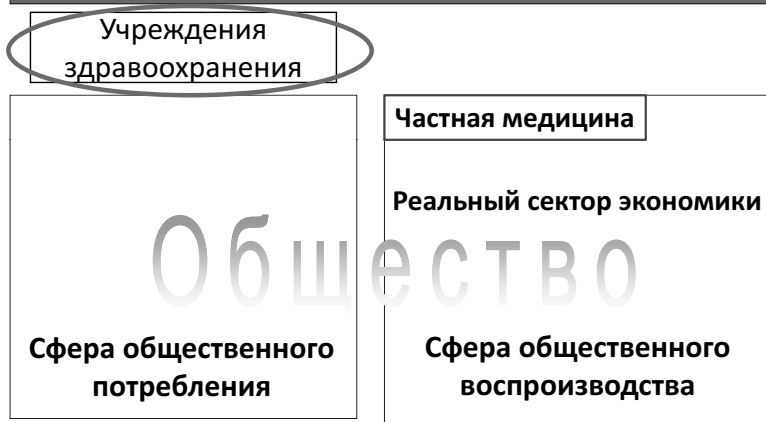 Учреждения
здравоохранения
Частная медицина
Реальный сектор экономики
Общество
Сфера общественного
потребления
Сфера общественного
воспроизводства